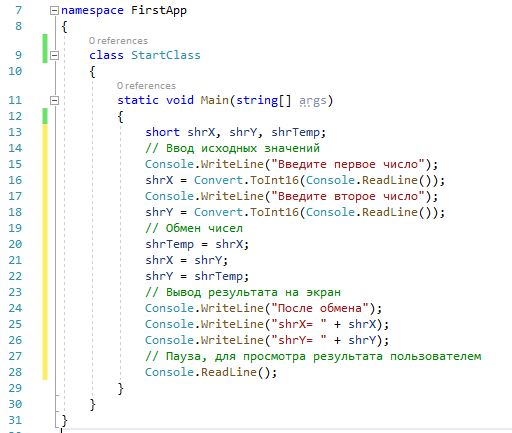 7 namespace FirstApp
8 {
0 references
9 class StartClass
10 {
0 references
11 static void Main(string[] args)
12 {
13 short shrX, shrY, shrTemp;
14 // Ввод исходных значений
15 Console.WriteLine("Введите первое число");
16 shrX = Convert.ToInt16(Console.ReadLine());
17 Console.WriteLine("Введите второе число");
18 shrY = Convert.ToInt16(Console.ReadLine());
19 // Обмен чисел
20 shrTemp = shrX;
21 shrX = shrY;
22 shrY = shrTemp;
23 // Вывод результата на экран
24 Console.WriteLine("После обмена");
25 Console.WriteLine("shrX= " + shrX);
26 Console.WriteLine("shrY= " + shrY);
27 // Пауза, для просмотра результата пользователем
28 Console.ReadLine();
29 }
30 }
31 }